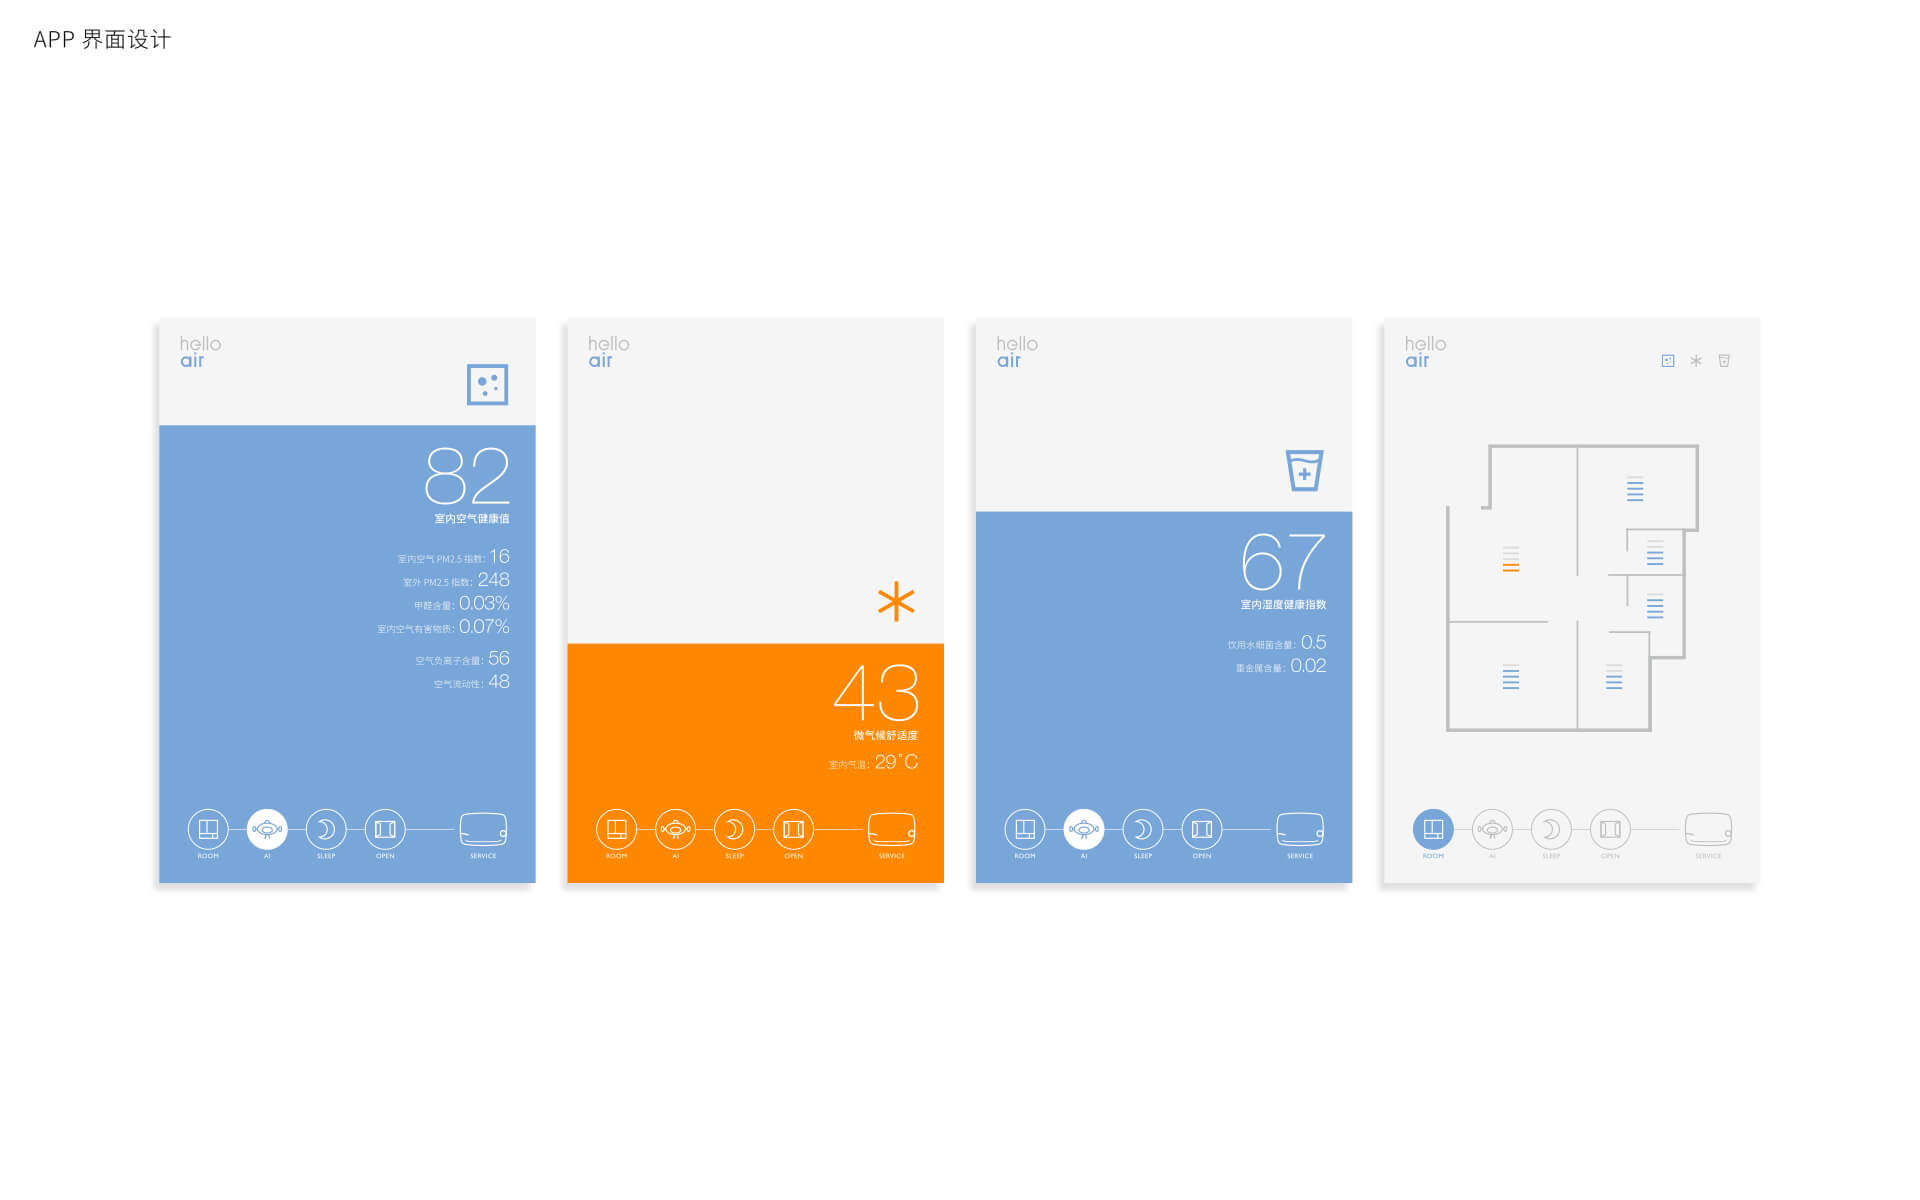 APP 界面设计
hello
air
82
室内空气健康值
室内空气 PM2.5 指数: 16
室外 PM2.5 指数: 248
甲醛含量: 0.03%
室内空气有害物质: 0.07%
空气负离子含量: 56
空气流动性: 48
ROOM
AI
SLEEP
OPEN
SERVICE
hello
air
43
微气候舒适度
室内气温: 29°C
ROOM
AI
SLEEP
OPEN
SERVICE
hello
air
67
室内湿度健康指数
饮用水细菌含量: 0.5
重金属含量: 0.02
ROOM
AI
SLEEP
OPEN
SERVICE
hello
air
ROOM
AI
SLEEP
OPEN
SERVICE